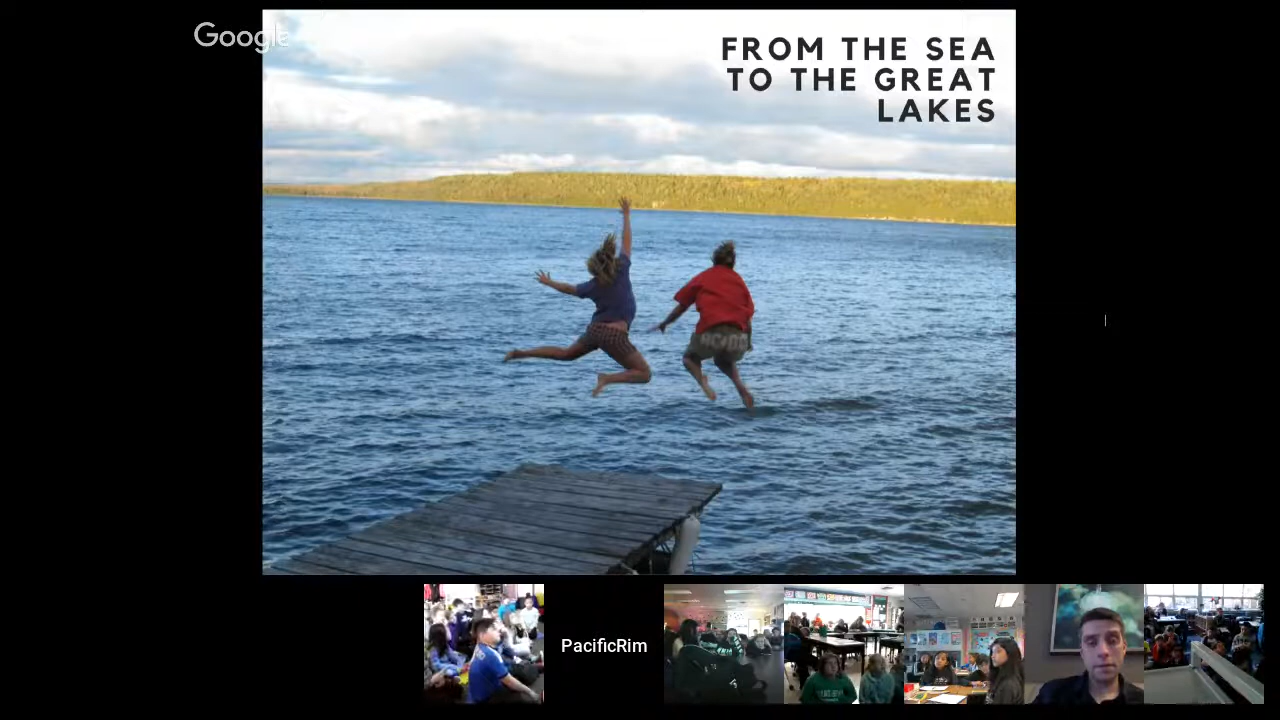 Google
FROM THE SEA
TO THE GREAT
LAKES
PacificRim